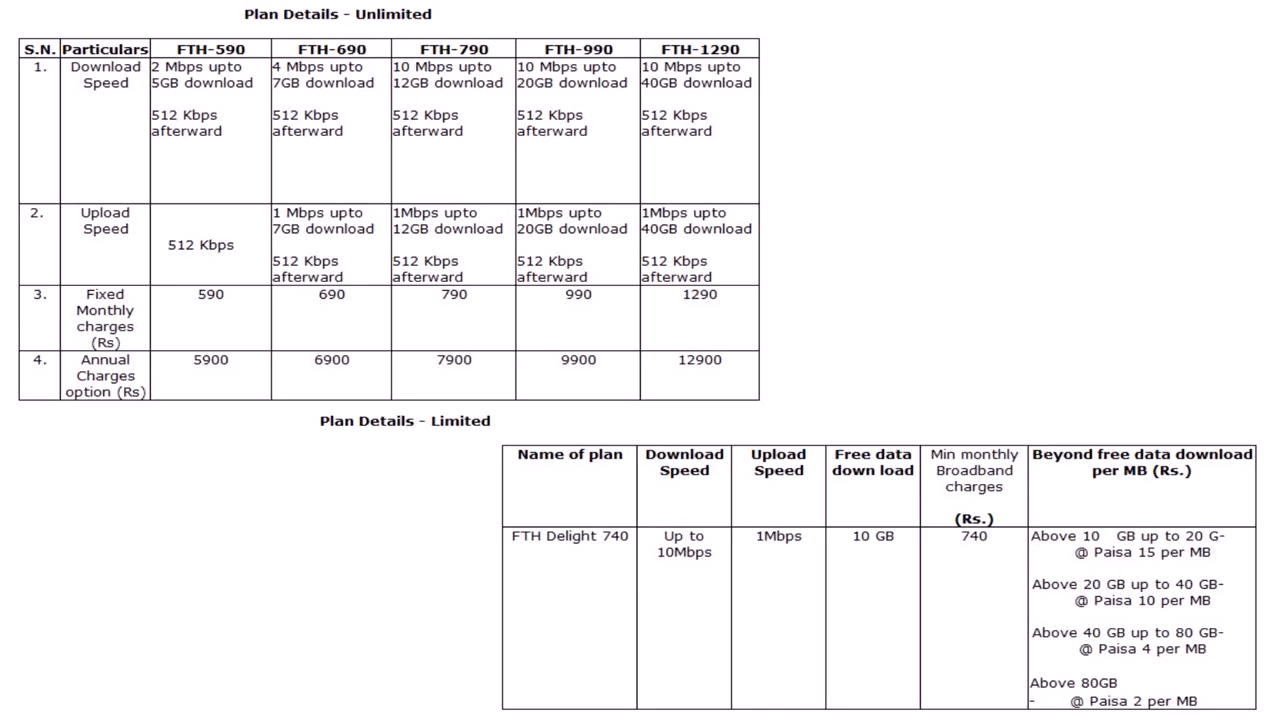 Plan Details - Unlimited
S.N. Particulars FTH-590 FTH-690 FTH-790 FTH-990 FTH-1290
1. Download 2 Mbps upto 4 Mbps upto 10 Mbps upto 10 Mbps upto 10 Mbps upto
Speed 5GB download 7GB download 12GB download 20GB download 40GB download
512 Kbps 512 Kbps 512 Kbps 512 Kbps 512 Kbps
afterward afterward afterward afterward afterward
2. Upload 1 Mbps upto 1Mbps upto 1Mbps upto 1Mbps upto
Speed 7GB download 12GB download 20GB download 40GB download
512 Kbps
512 Kbps 512 Kbps 512 Kbps 512 Kbps
afterward afterward afterward afterward
3. Fixed 590 690 790 990 1290
Monthly
charges
(Rs)
4. Annual 5900 6900 7900 9900 12900
Charges
option (Rs)
Plan Details - Limited
Name of plan Download Upload Free data Min monthly Beyond free data download
Speed Speed down load Broadband per MB (Rs.)
charges
(Rs.)
FTH Delight 740 Up to 1Mbps 10 GB 740 Above 10 GB up to 20 G-
10Mbps @ Paisa 15 per MB
Above 20 GB up to 40 GB-
@ Paisa 10 per MB
Above 40 GB up to 80 GB-
@ Paisa 4 per MB
Above 80GB
- @ Paisa 2 per MB